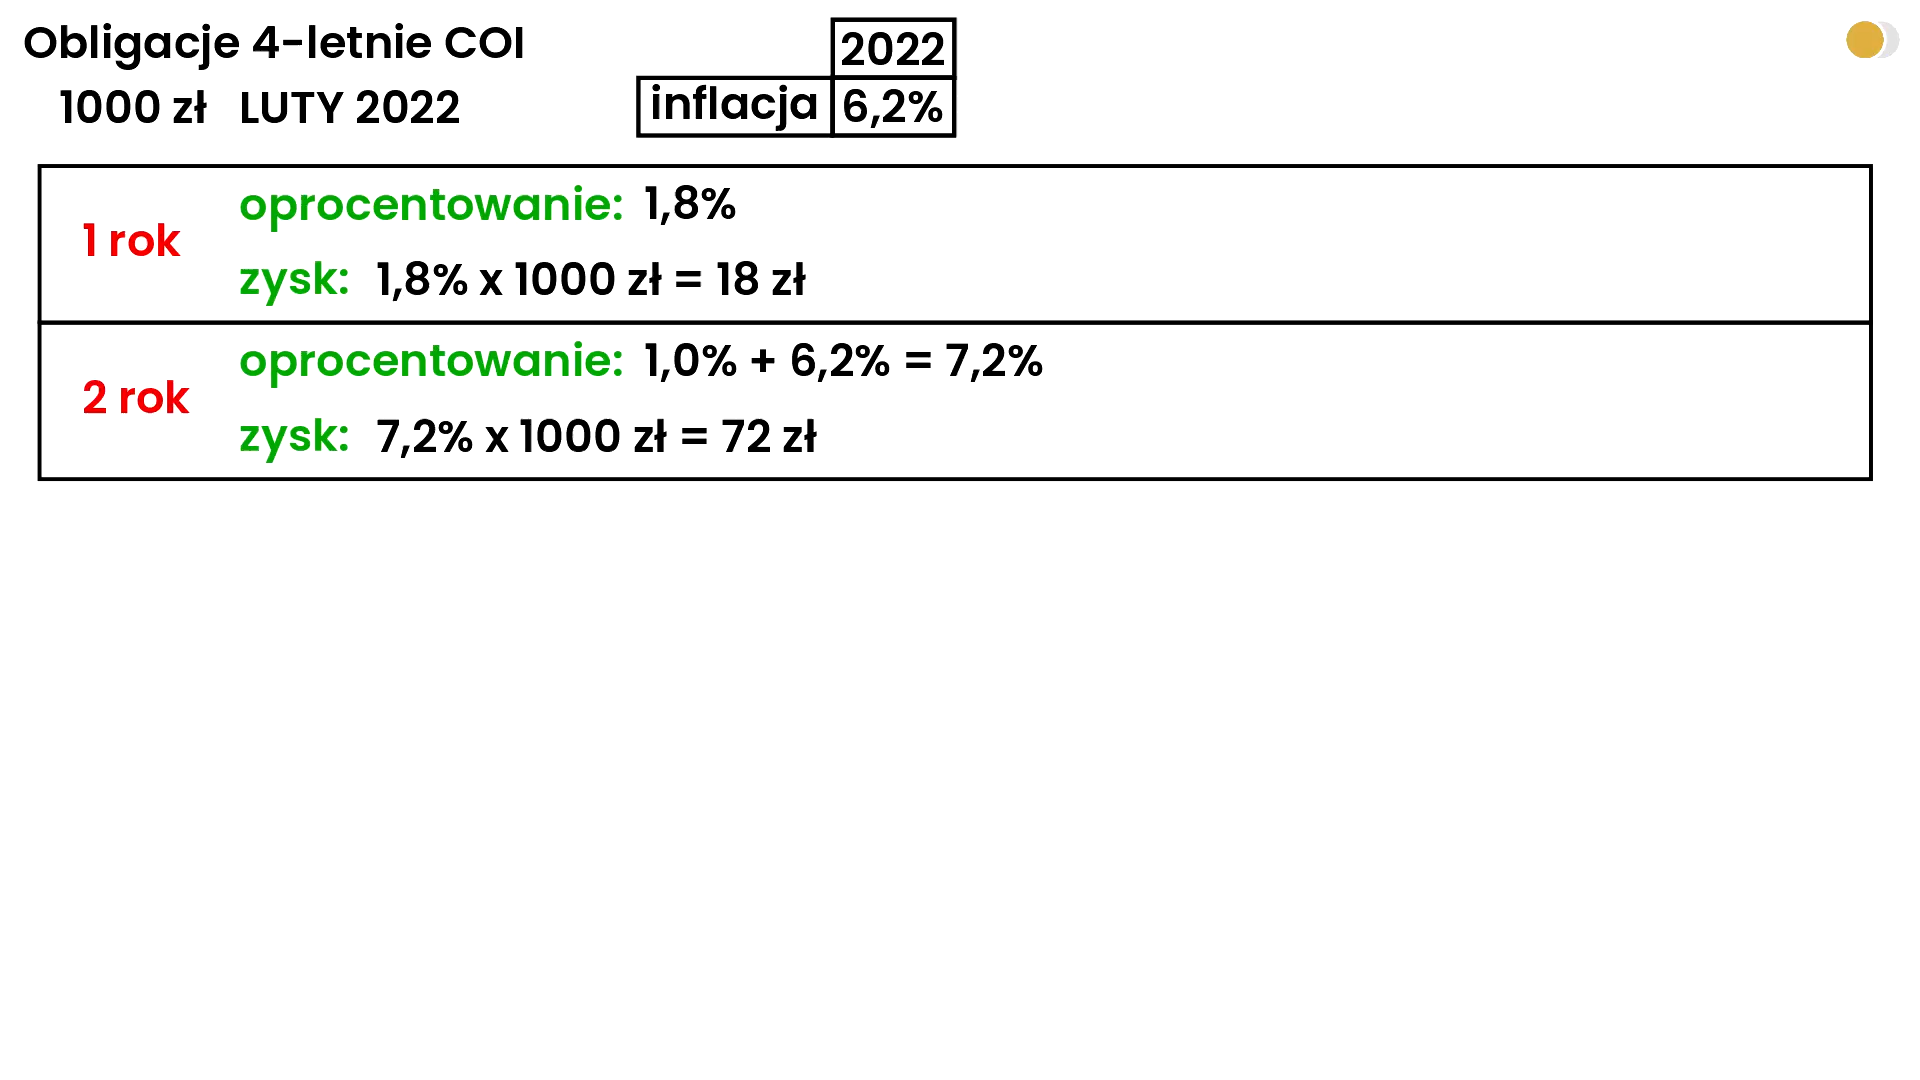 Obligacje 4-letnie COI
1000 zł LUTY 2022
2022
inflacja 6,2%
1 rok
oprocentowanie: 1,8%
zysk: 1,8% x 1000 zł = 18 zł
2 rok
oprocentowanie: 1,0% + 6,2% = 7,2%
zysk: 7,2% x 1000 zł = 72 zł